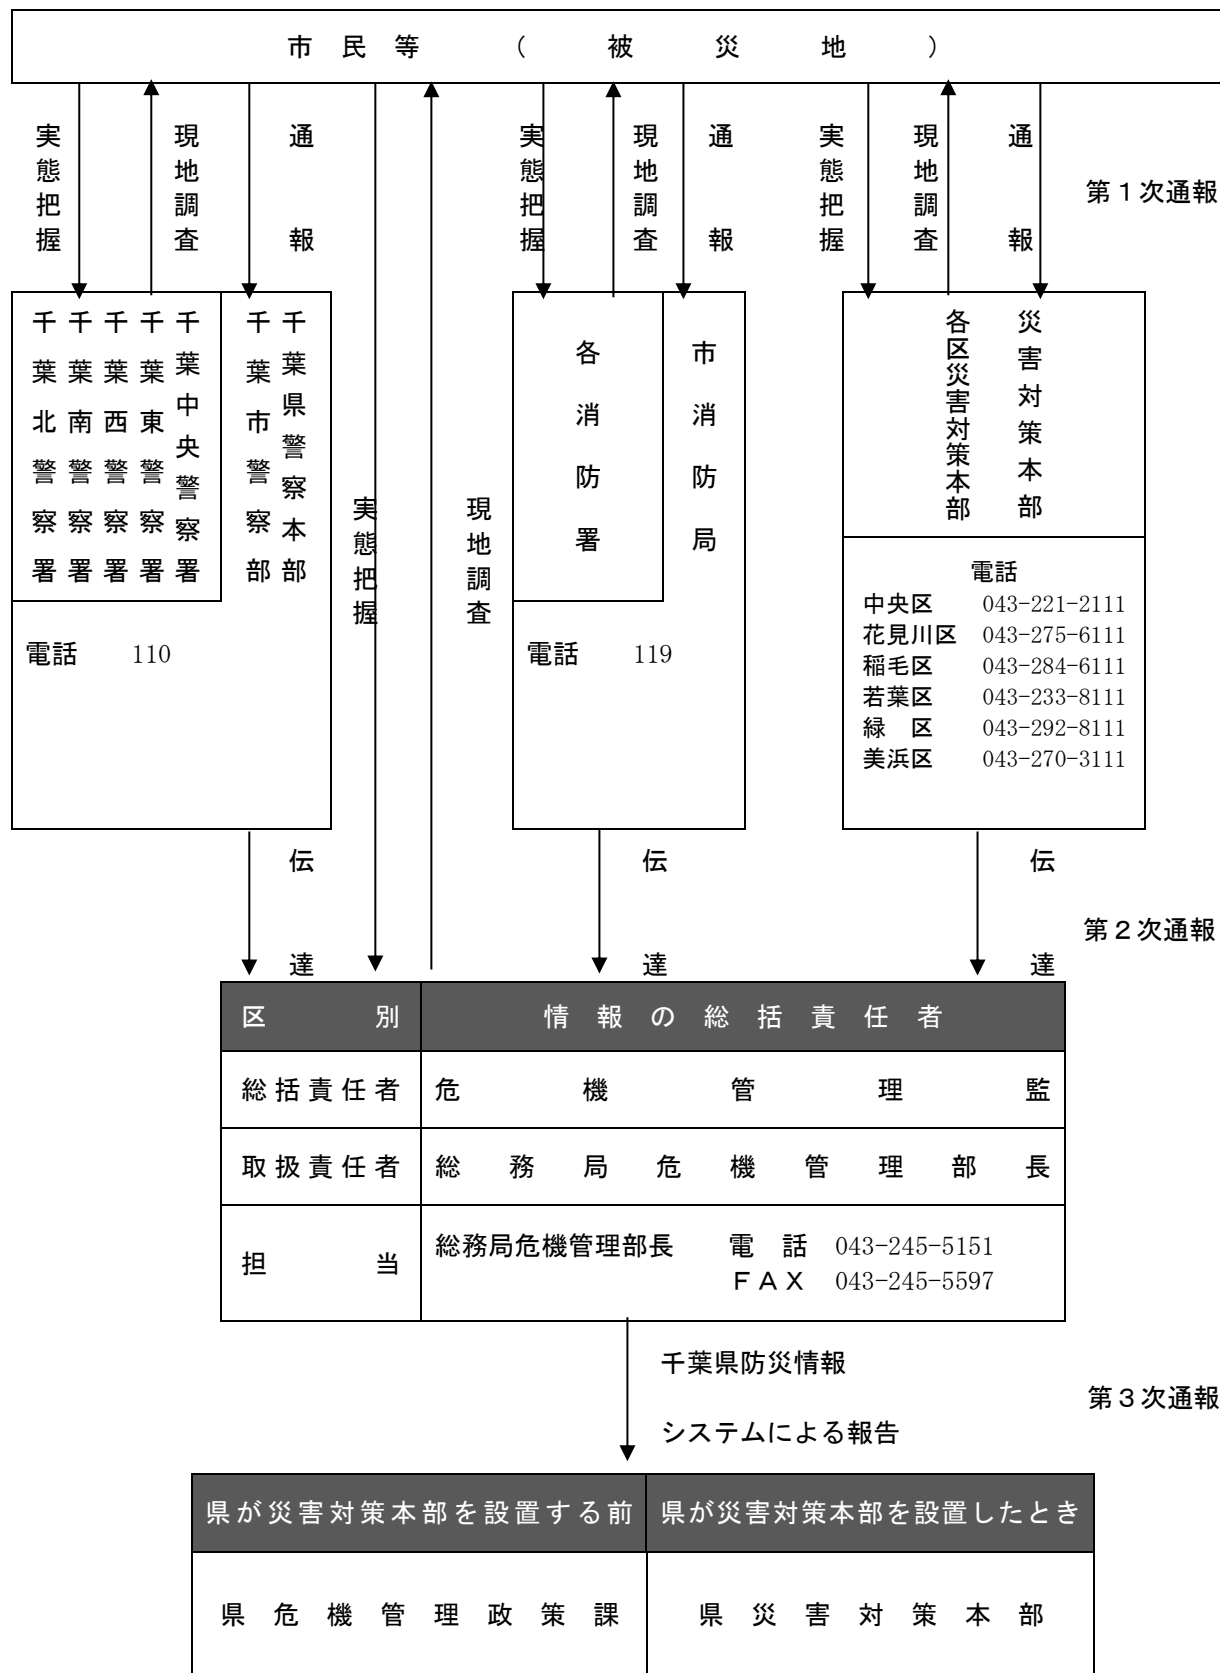 市民等（被災地）
実態把握
現地調査
通報
実態把握
現地調査
通報
実態把握
現地調査
通報
第１次通報
千葉北警察署
千葉南警察署
千葉西警察署
千葉東警察署
千葉中央警察署
千葉市警察部
千葉県警察本部
電話 110
実態把握
現地調査
各消防署
市消防局
電話 119
各区災害対策本部
災害対策本部
電話
中央区 043-221-2111
花見川区 043-275-6111
稲毛区 043-284-6111
若葉区 043-233-8111
緑　区 043-292-8111
美浜区 043-270-3111
伝達
伝達
伝達
第２次通報
区別 情報の総括責任者
総括責任者 危機管理監
取扱責任者 総務局危機管理部長
担当 総務局危機管理部長 電話 043-245-5151
ＦＡＸ 043-245-5597
千葉県防災情報
システムによる報告
第３次通報
県が災害対策本部を設置する前 県が災害対策本部を設置したとき
県危機管理政策課 県災害対策本部